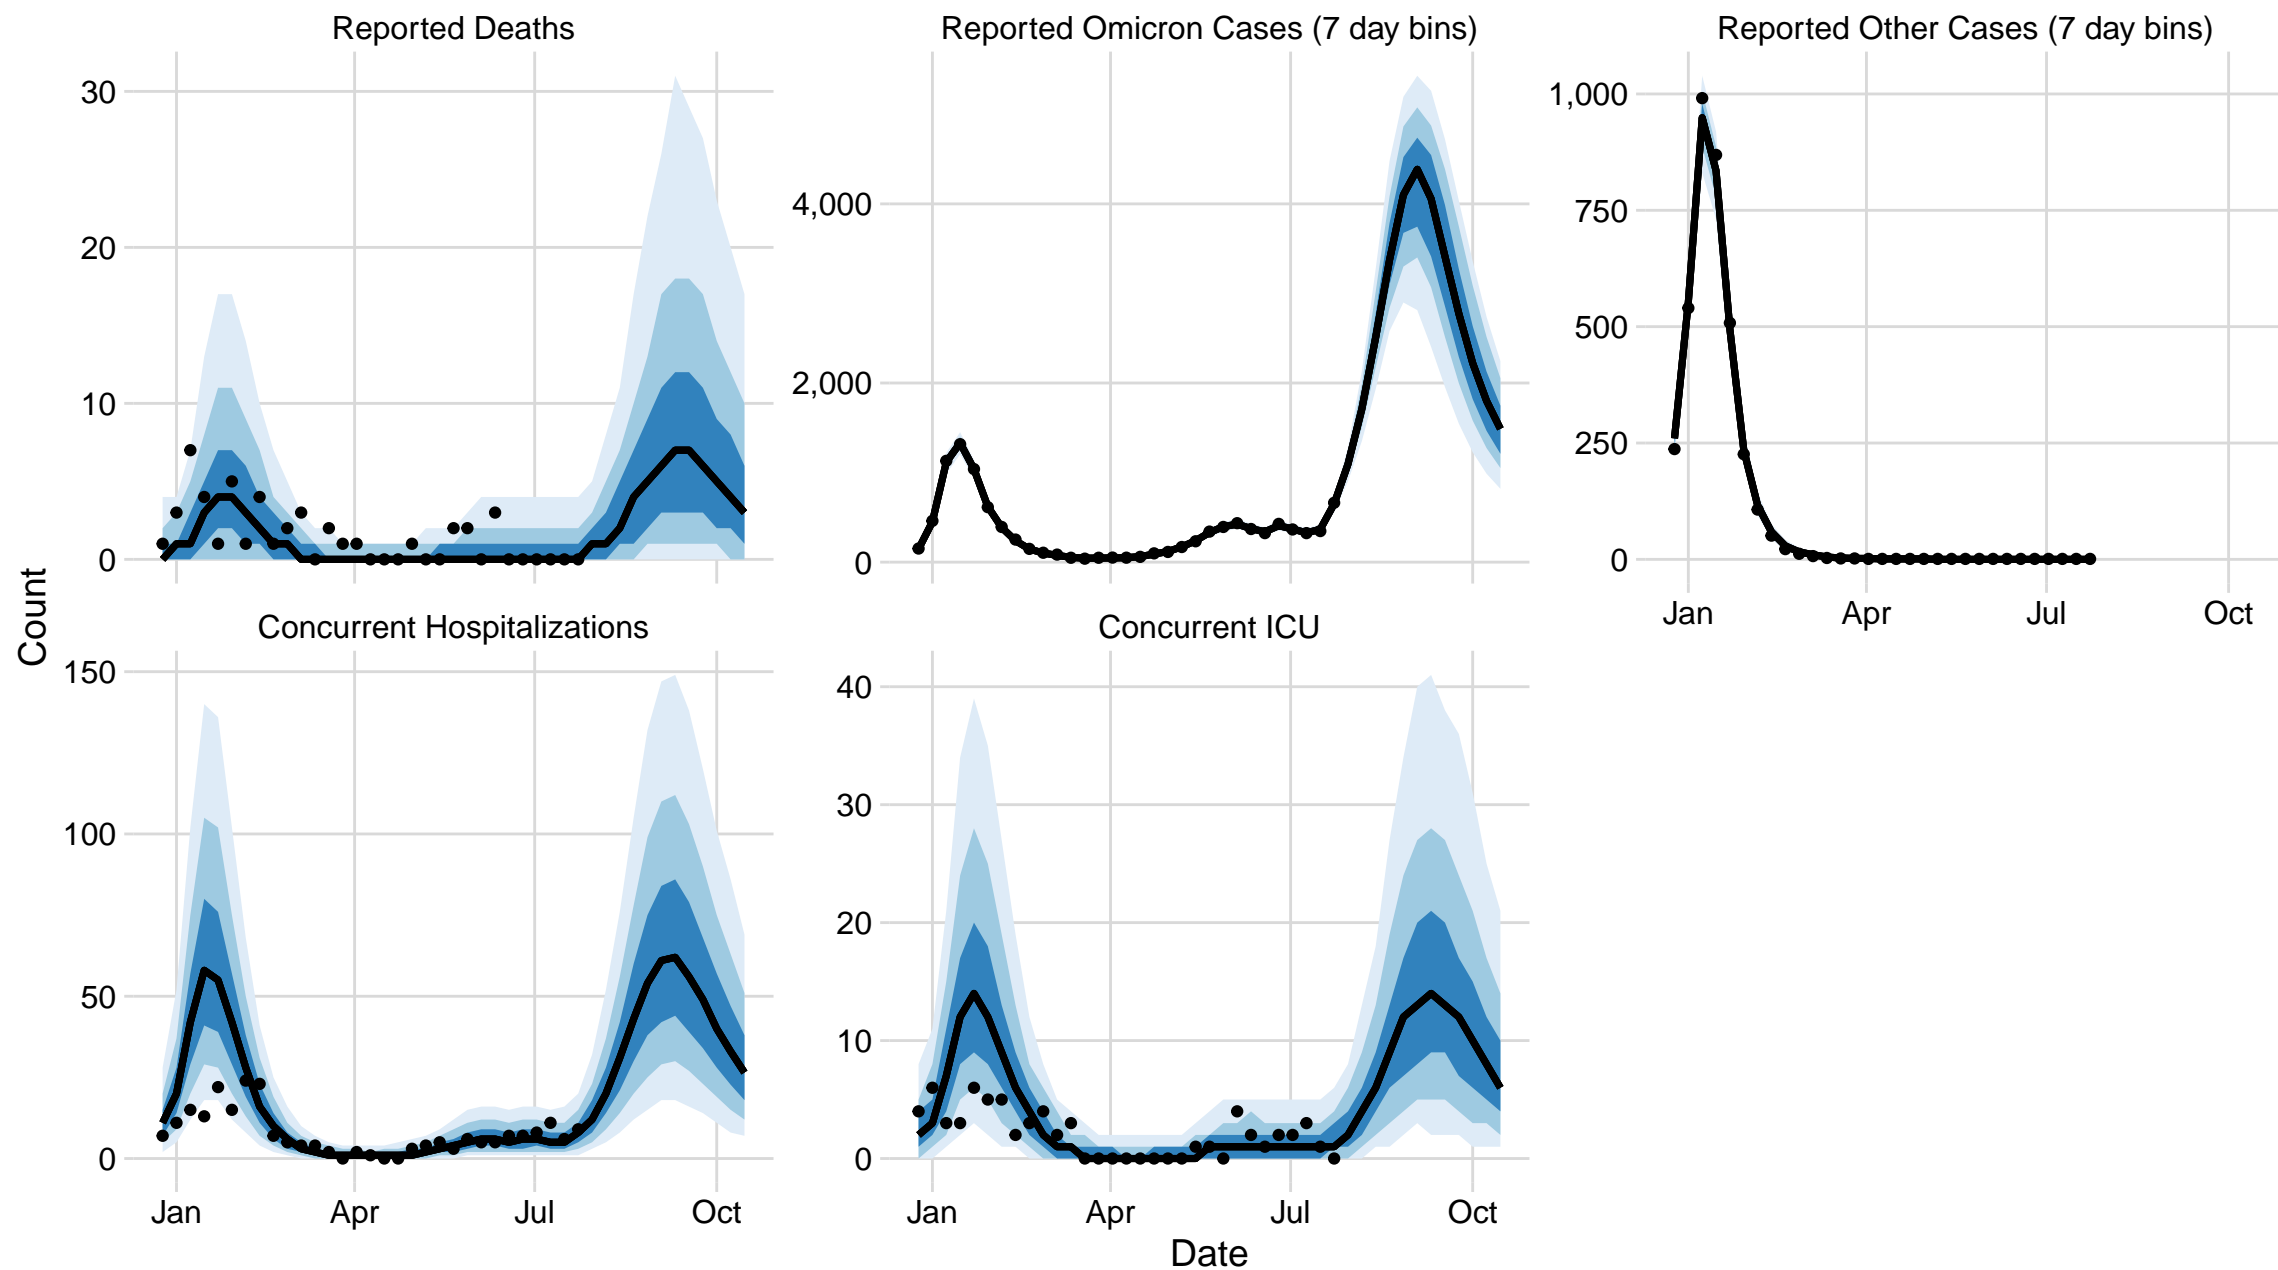 Reported Deaths
Reported Omicron Cases (7 day bins)
Reported Other Cases (7 day bins)
30
20
10
0
4,000
2,000
0
1,000
750
500
250
0
Jan Apr Jul Oct
Count
Concurrent Hospitalizations
Concurrent ICU
150
100
50
0
40
30
20
10
0
Jan Apr Jul Oct
Jan Apr Jul Oct
Date